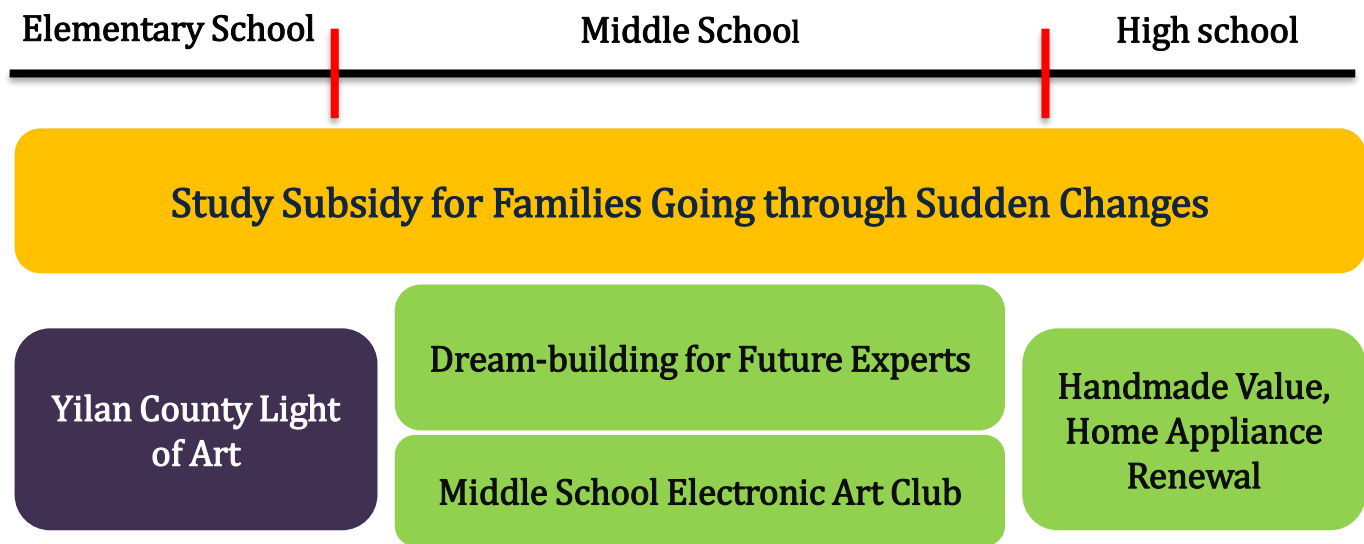 Elementary School
Middle School
High school
Study Subsidy for Families Going through Sudden Changes
Dream-building for Future Experts
Yilan County Light
of Art
Middle School Electronic Art Club
Handmade Value,
Home Appliance
Renewal